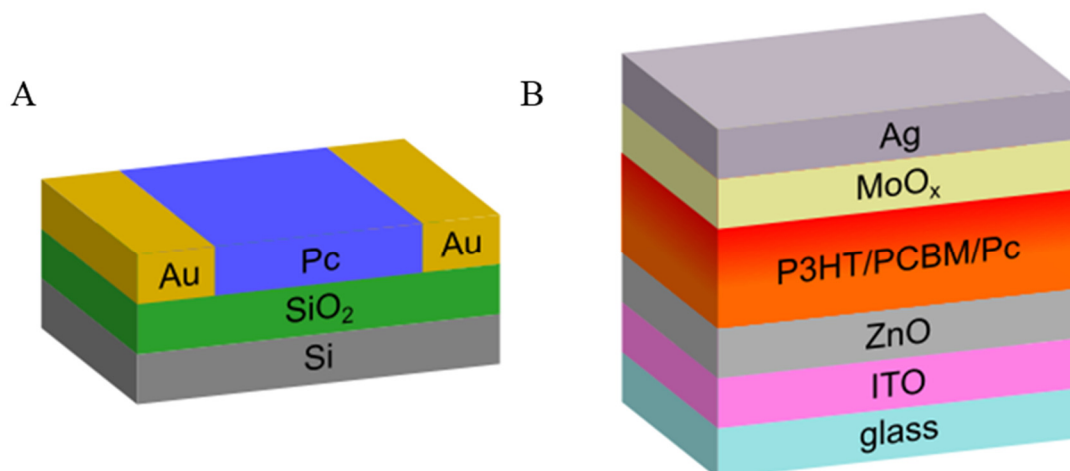 A
Au
Pc
Au
SiO₂
Si
B
Ag
MoOₓ
P3HT/PCBM/Pc
ZnO
ITO
glass